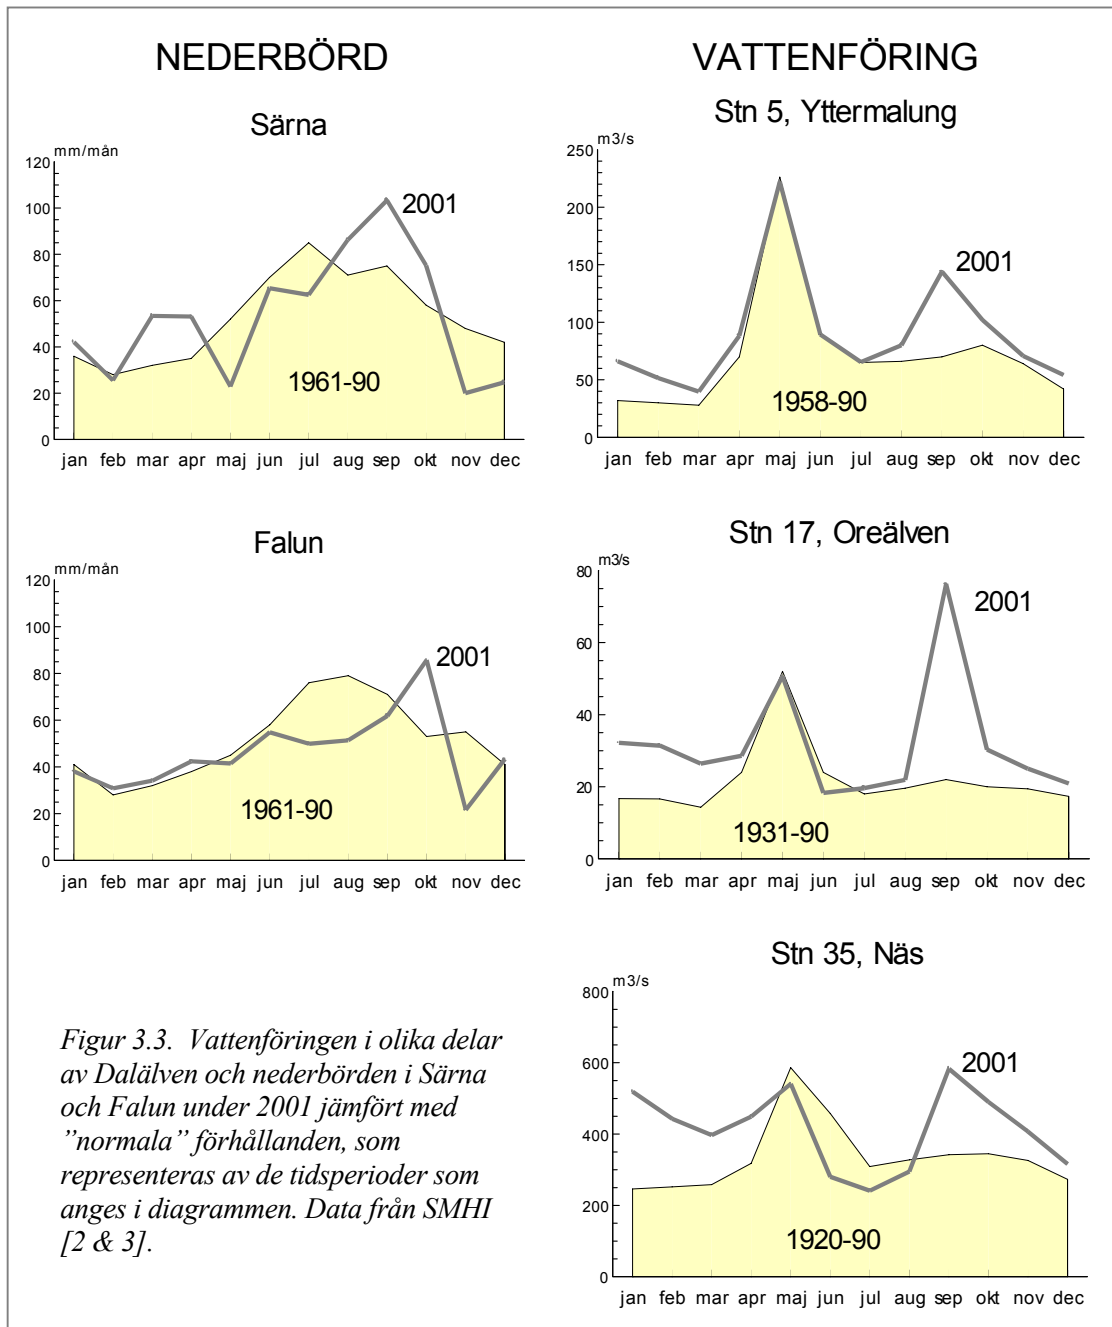 NEDERBÖRD
VATTENFÖRING
Särna
mm/mån
120
100
80
60
40
20
0
2001
1961-90
jan feb mar apr maj jun jul aug sep okt nov dec
Stn 5, Yttermalung
m3/s
250
200
150
100
50
0
2001
1958-90
jan feb mar apr maj jun jul aug sep okt nov dec
Falun
mm/mån
120
100
80
60
40
20
0
2001
1961-90
jan feb mar apr maj jun jul aug sep okt nov dec
Stn 17, Oreälven
m3/s
80
60
40
20
0
2001
1931-90
jan feb mar apr maj jun jul aug sep okt nov dec
Stn 35, Näs
m3/s
800
600
400
200
0
2001
1920-90
jan feb mar apr maj jun jul aug sep okt nov dec
Figur 3.3. Vattenföringen i olika delar
av Dalälven och nederbörden i Särna
och Falun under 2001 jämfört med
”normala” förhållanden, som
representeras av de tidsperioder som
anges i diagrammen. Data från SMHI
[2 & 3].